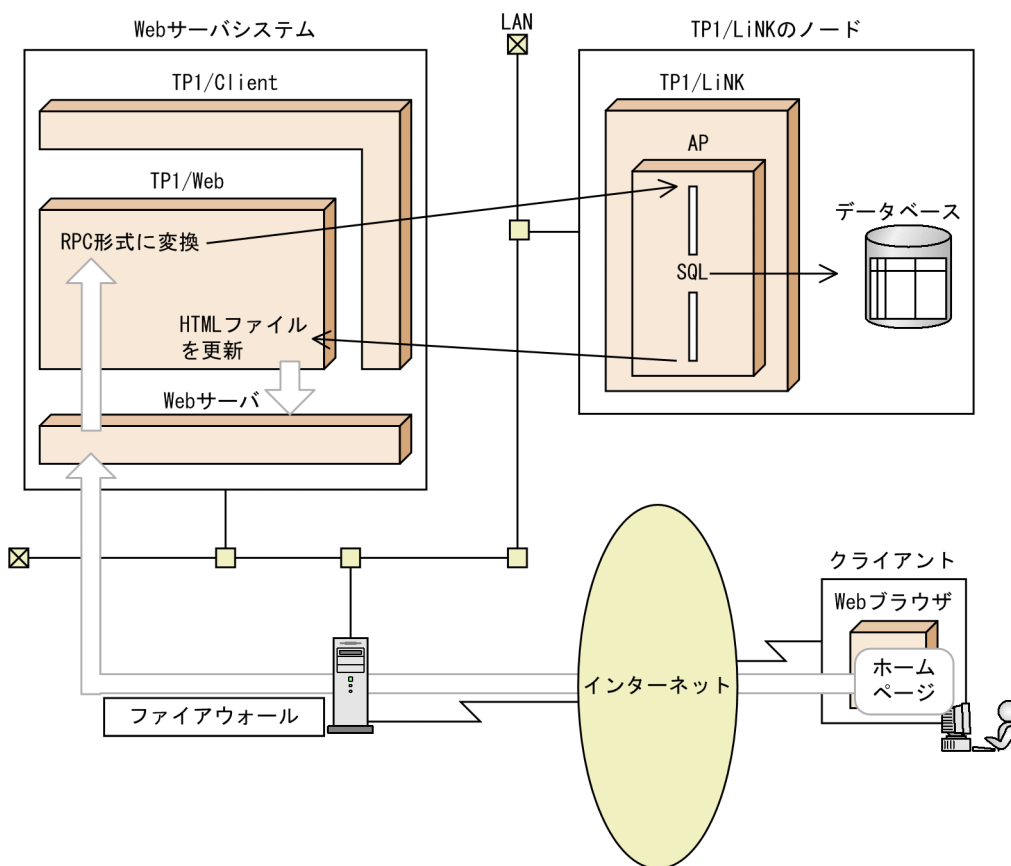 Webサーバシステム
LAN
TP1/LiNKのノード
TP1/Client
TP1/LiNK
AP
TP1/Web
RPC形式に変換
SQL
データベース
HTMLファイル
を更新
Webサーバ
クライアント
Webブラウザ
ホーム
ページ
インターネット
ファイアウォール